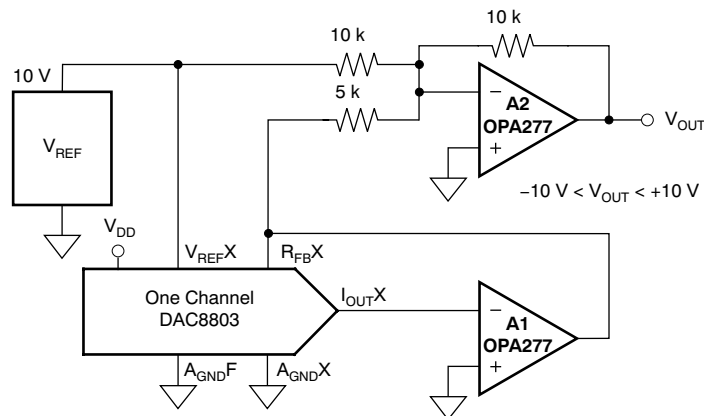 10 k
10 k
10 V
5 k
V_REF
−
+
A2
OPA277
V_OUT
−10 V < V_OUT < +10 V
V_DD
V_REFX
R_FBX
One Channel
DAC8803
I_OUTX
−
+
A1
OPA277
A_GNDF
A_GNDX